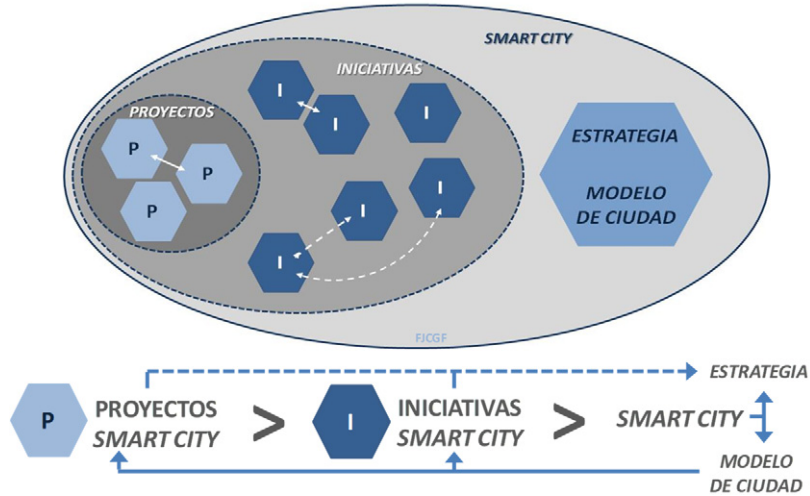 SMART CITY
INICIATIVAS
PROYECTOS
I
I
I
P
P
P
I
I
I
ESTRATEGIA
MODELO
DE CIUDAD
FJCGF
ESTRATEGIA
P
PROYECTOS
SMART CITY
>
I
INICIATIVAS
SMART CITY
>
SMART CITY
MODELO
DE CIUDAD